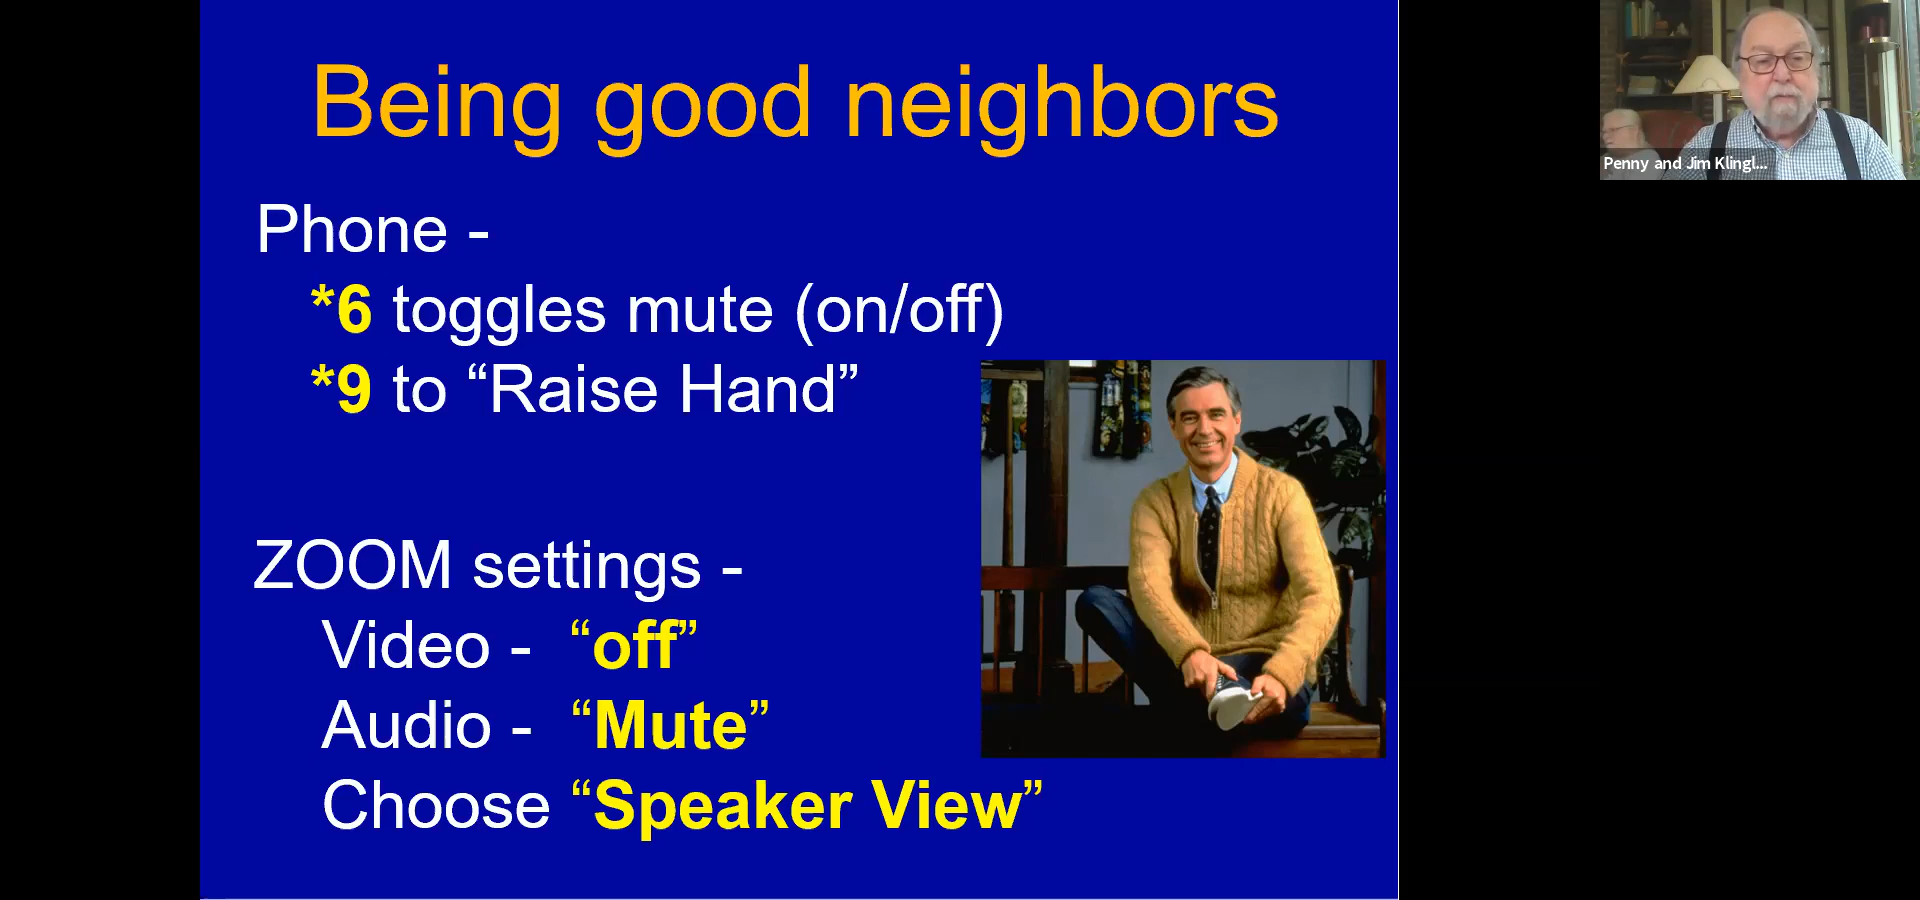 Being good neighbors
Phone -
*6 toggles mute (on/off)
*9 to “Raise Hand”
ZOOM settings -
Video - “off”
Audio - “Mute”
Choose “Speaker View”
Penny and Jim Klingl...